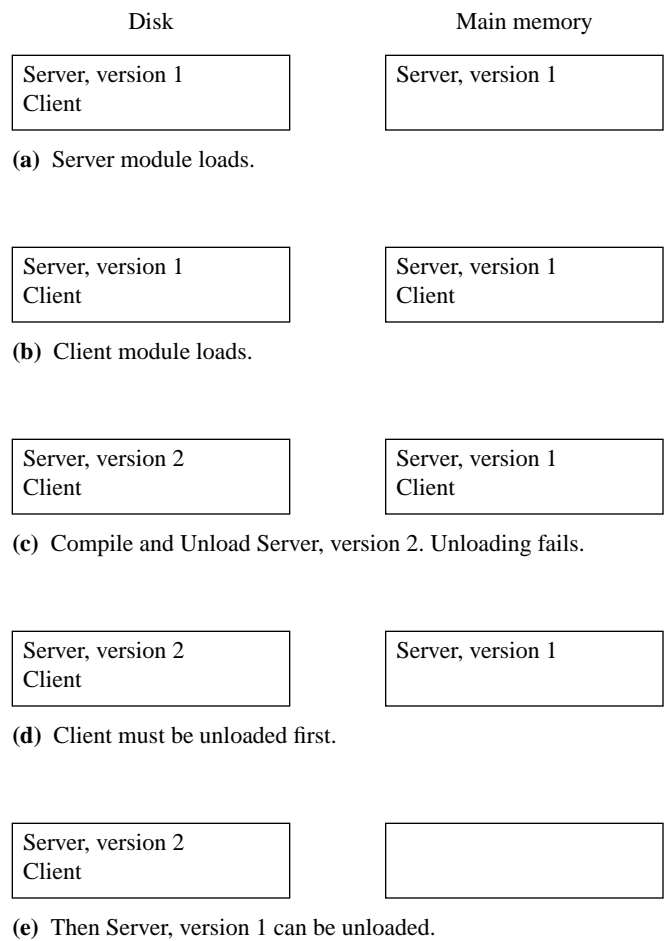 Disk Main memory
Server, version 1 Server, version 1
Client
(a) Server module loads.
Server, version 1 Server, version 1
Client Client
(b) Client module loads.
Server, version 2 Server, version 1
Client Client
(c) Compile and Unload Server, version 2. Unloading fails.
Server, version 2 Server, version 1
Client
(d) Client must be unloaded first.
Server, version 2
Client
(e) Then Server, version 1 can be unloaded.